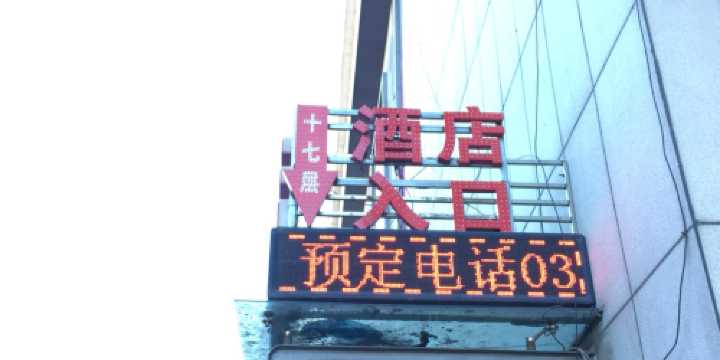 十七层
酒店
入口
预定电话03